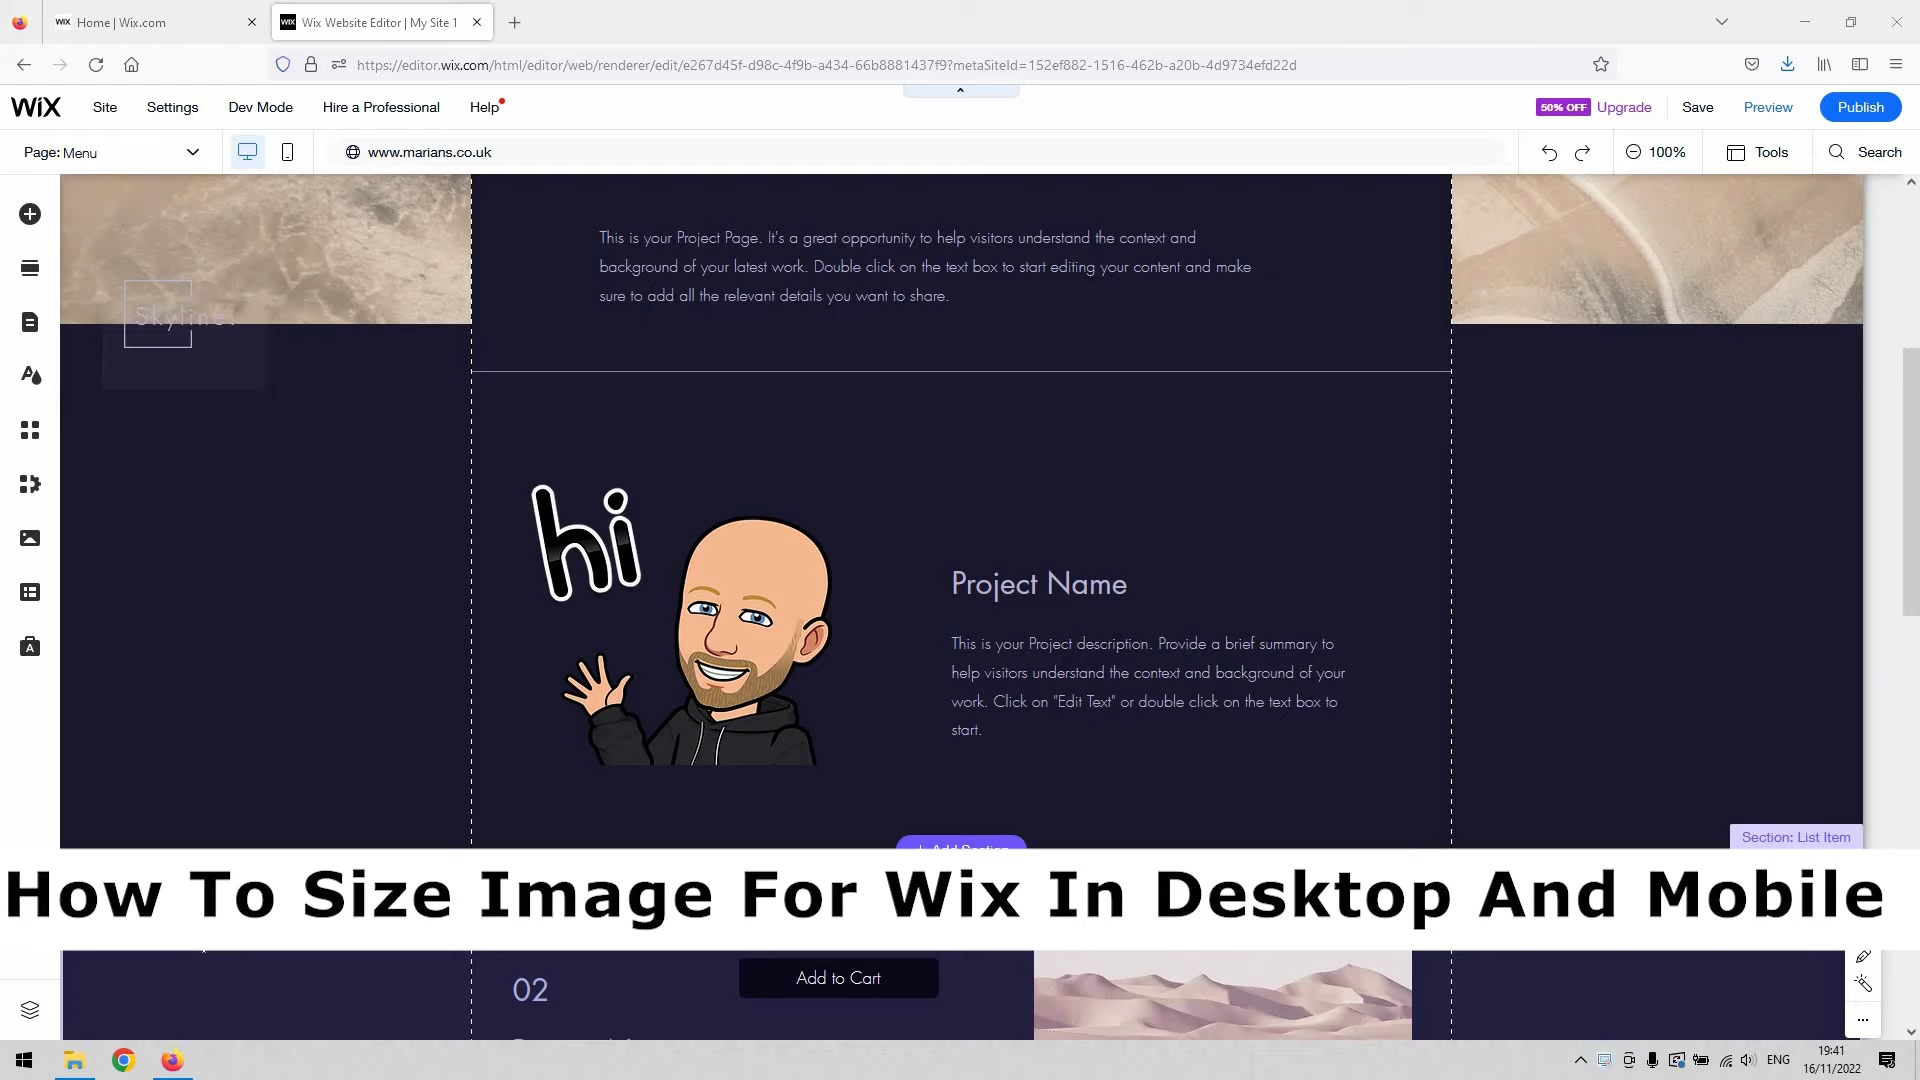 WIX Home | Wix.com
WIX Wix Website Editor | My Site 1
https://editor.wix.com/html/editor/web/renderer/edit/e267d45f-d98c-4f9b-a434-66b8881437f9?metaSiteId=152ef882-1516-462b-a20b-4d9734efd22d
WiX Site Settings Dev Mode Hire a Professional Help 50% OFF Upgrade Save Preview Publish
Page: Menu www.marians.co.uk 100% Tools Search
This is your Project Page. It's a great opportunity to help visitors understand the context and
background of your latest work. Double click on the text box to start editing your content and make
sure to add all the relevant details you want to share.
Skyline.
hi
Project Name
This is your Project description. Provide a brief summary to
help visitors understand the context and background of your
work. Click on "Edit Text" or double click on the text box to
start.
+ Add Section
Section: List Item
How To Size Image For Wix In Desktop And Mobile
02
Add to Cart
ENG
19:41
16/11/2022